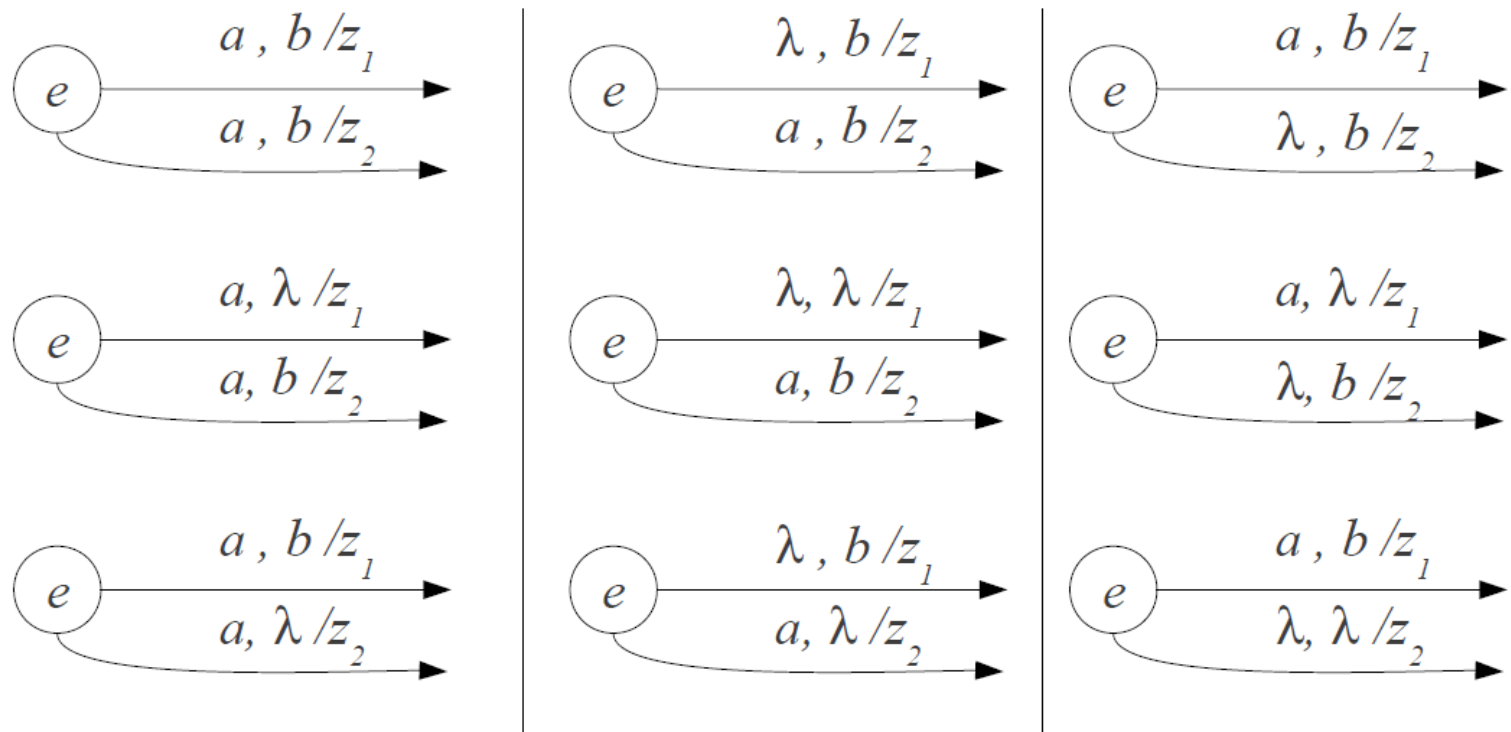 a , b /z₁ λ , b /z₁ a , b /z₁
e e e
a , b /z₂ a , b /z₂ λ , b /z₂
a, λ /z₁ λ, λ /z₁ a, λ /z₁
e e e
a, b /z₂ a, b /z₂ λ, b /z₂
a , b /z₁ λ , b /z₁ a , b /z₁
e e e
a, λ /z₂ a, λ /z₂ λ, λ /z₂